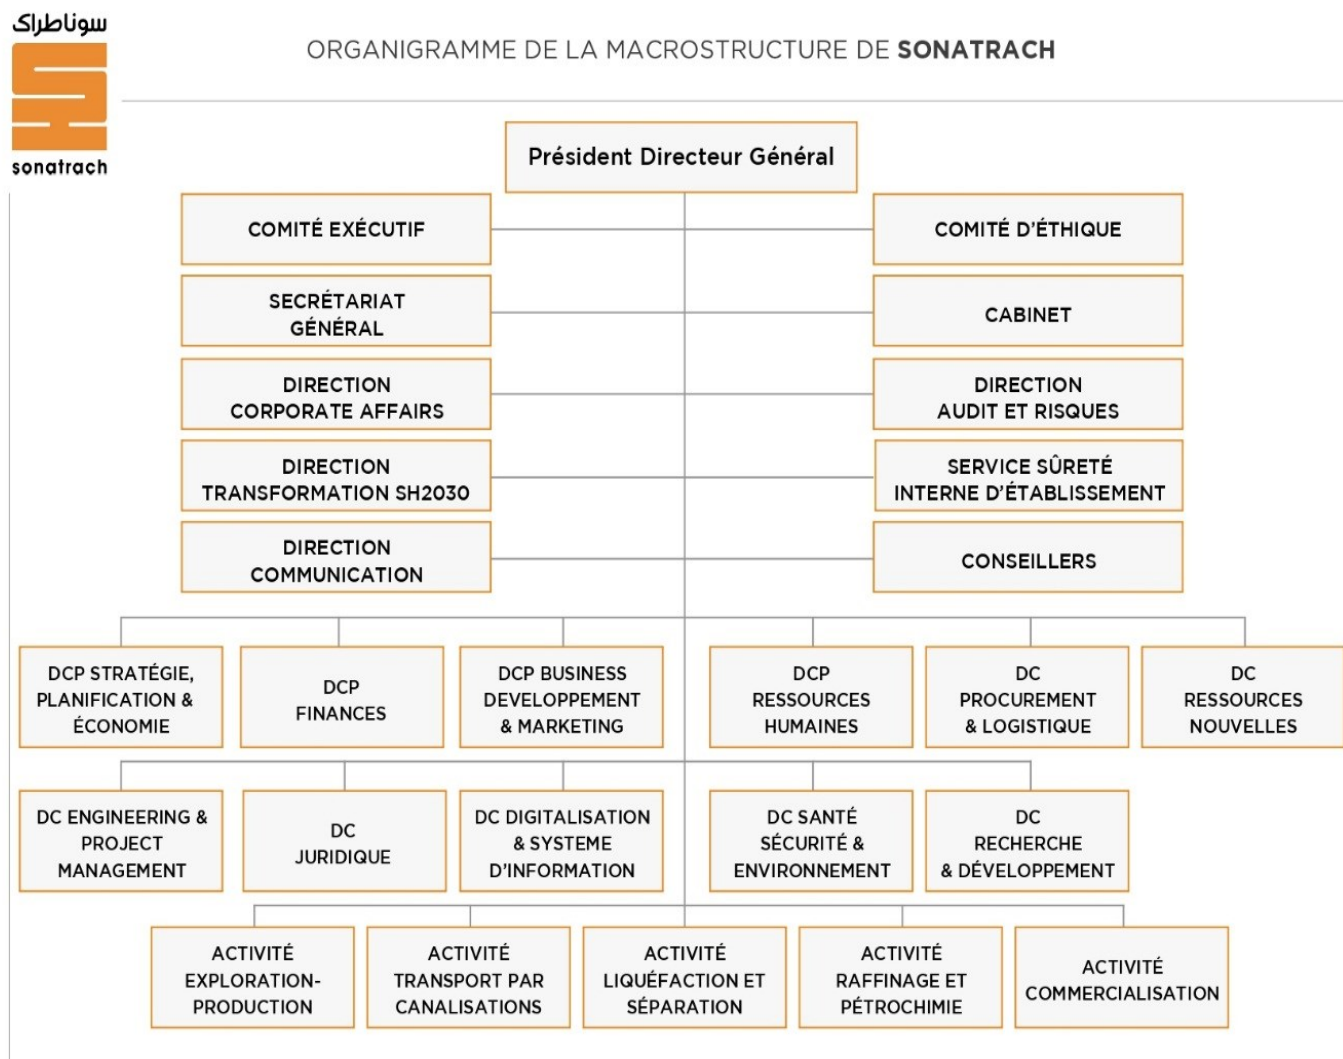 سوناطراك
sonatrach
ORGANIGRAMME DE LA MACROSTRUCTURE DE SONATRACH
Président Directeur Général
COMITÉ EXÉCUTIF
COMITÉ D'ÉTHIQUE
SECRÉTARIAT
GÉNÉRAL
CABINET
DIRECTION
CORPORATE AFFAIRS
DIRECTION
AUDIT ET RISQUES
DIRECTION
TRANSFORMATION SH2030
SERVICE SÛRETÉ
INTERNE D'ÉTABLISSEMENT
DIRECTION
COMMUNICATION
CONSEILLERS
DCP STRATÉGIE,
PLANIFICATION &
ÉCONOMIE
DCP
FINANCES
DCP BUSINESS
DEVELOPPEMENT
& MARKETING
DCP
RESSOURCES
HUMAINES
DC
PROCUREMENT
& LOGISTIQUE
DC
RESSOURCES
NOUVELLES
DC ENGINEERING &
PROJECT
MANAGEMENT
DC
JURIDIQUE
DC DIGITALISATION
& SYSTEME
D'INFORMATION
DC SANTÉ
SÉCURITÉ &
ENVIRONNEMENT
DC
RECHERCHE
& DÉVELOPPEMENT
ACTIVITÉ
EXPLORATION-
PRODUCTION
ACTIVITÉ
TRANSPORT PAR
CANALISATIONS
ACTIVITÉ
LIQUÉFACTION ET
SÉPARATION
ACTIVITÉ
RAFFINAGE ET
PÉTROCHIMIE
ACTIVITÉ
COMMERCIALISATION